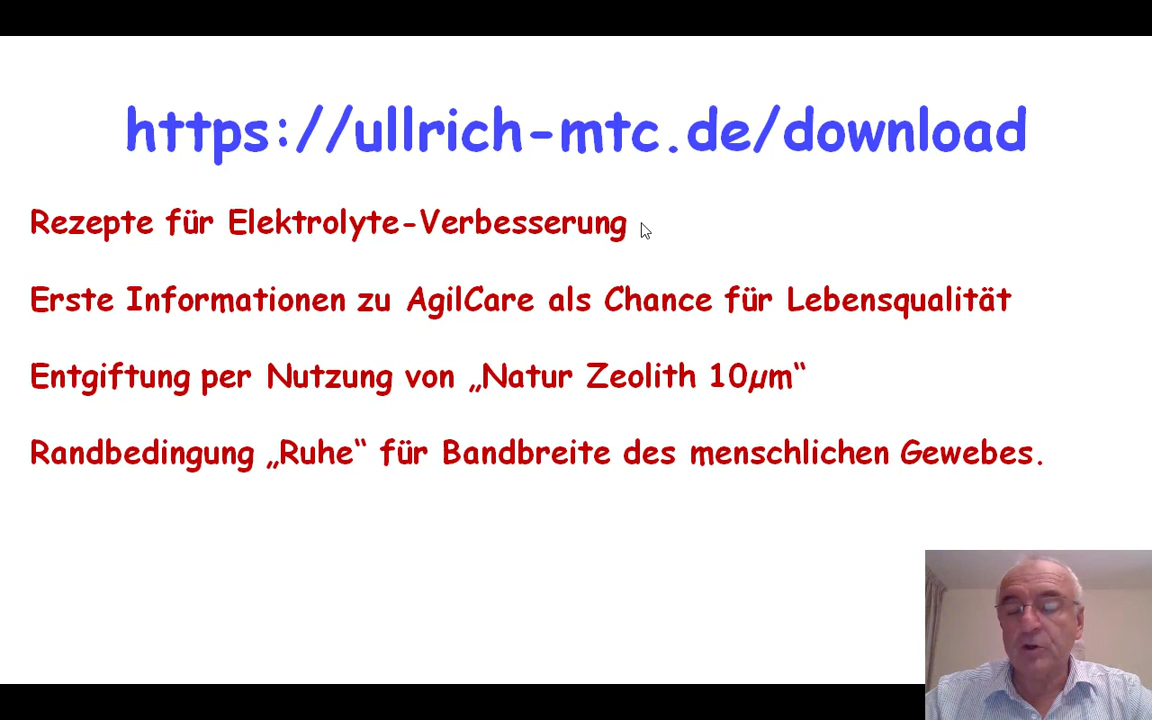 https://ullrich-mtc.de/download
Rezepte für Elektrolyte-Verbesserung
Erste Informationen zu AgilCare als Chance für Lebensqualität
Entgiftung per Nutzung von „Natur Zeolith 10µm“
Randbedingung „Ruhe“ für Bandbreite des menschlichen Gewebes.